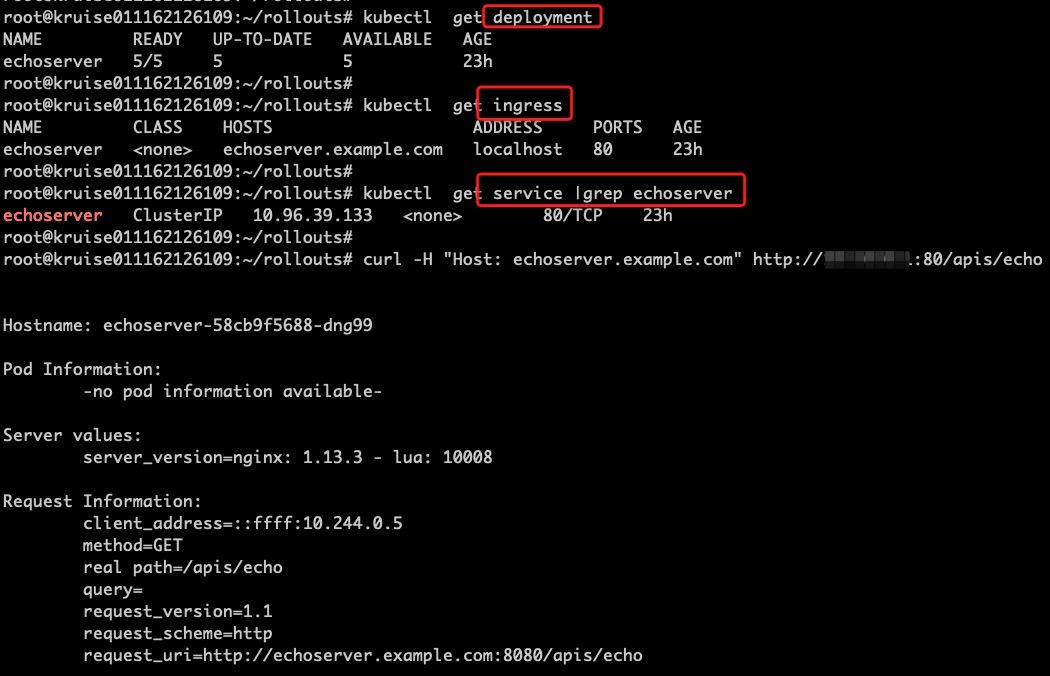 root@kruise011162126109:~/rollouts# kubectl  get deployment
NAME         READY   UP-TO-DATE   AVAILABLE   AGE
echoserver   5/5     5            5           23h
root@kruise011162126109:~/rollouts#
root@kruise011162126109:~/rollouts# kubectl  get ingress
NAME         CLASS    HOSTS                    ADDRESS     PORTS   AGE
echoserver   <none>   echoserver.example.com   localhost   80      23h
root@kruise011162126109:~/rollouts#
root@kruise011162126109:~/rollouts# kubectl  get service |grep echoserver
echoserver   ClusterIP   10.96.39.133   <none>        80/TCP    23h
root@kruise011162126109:~/rollouts#
root@kruise011162126109:~/rollouts# curl -H "Host: echoserver.example.com" http:// :80/apis/echo
Hostname: echoserver-58cb9f5688-dng99
Pod Information:
-no pod information available-
Server values:
server_version=nginx: 1.13.3 - lua: 10008
Request Information:
client_address=::ffff:10.244.0.5
method=GET
real path=/apis/echo
query=
request_version=1.1
request_scheme=http
request_uri=http://echoserver.example.com:8080/apis/echo